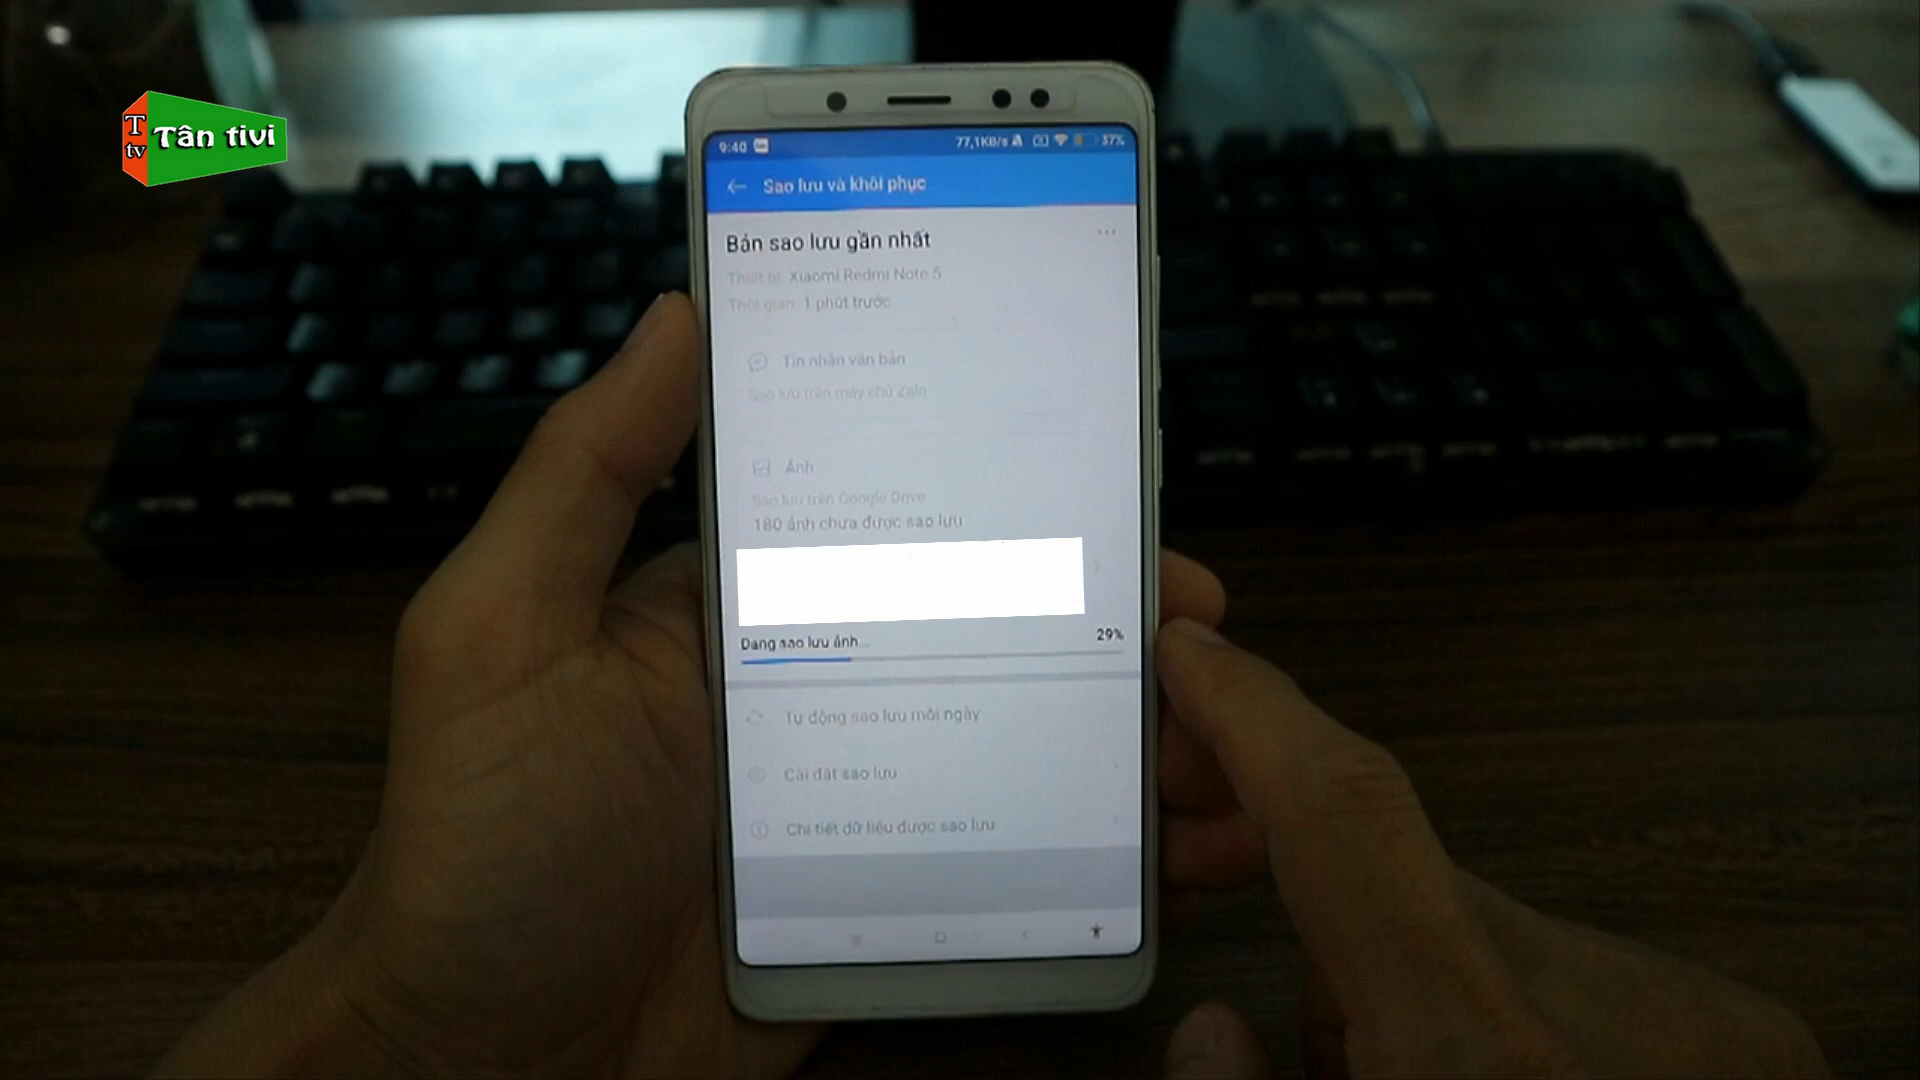 T
tv
Tân tivi
9:40
77,1KB/s
37%
Sao lưu và khôi phục
Bản sao lưu gần nhất
Thiết bị: Xiaomi Redmi Note 5
Thời gian: 1 phút trước
Tin nhắn văn bản
Sao lưu trên máy chủ Zalo
Ảnh
Sao lưu trên Google Drive
180 ảnh chưa được sao lưu
Đang sao lưu ảnh...
29%
Tự động sao lưu mỗi ngày
Cài đặt sao lưu
Chi tiết dữ liệu được sao lưu